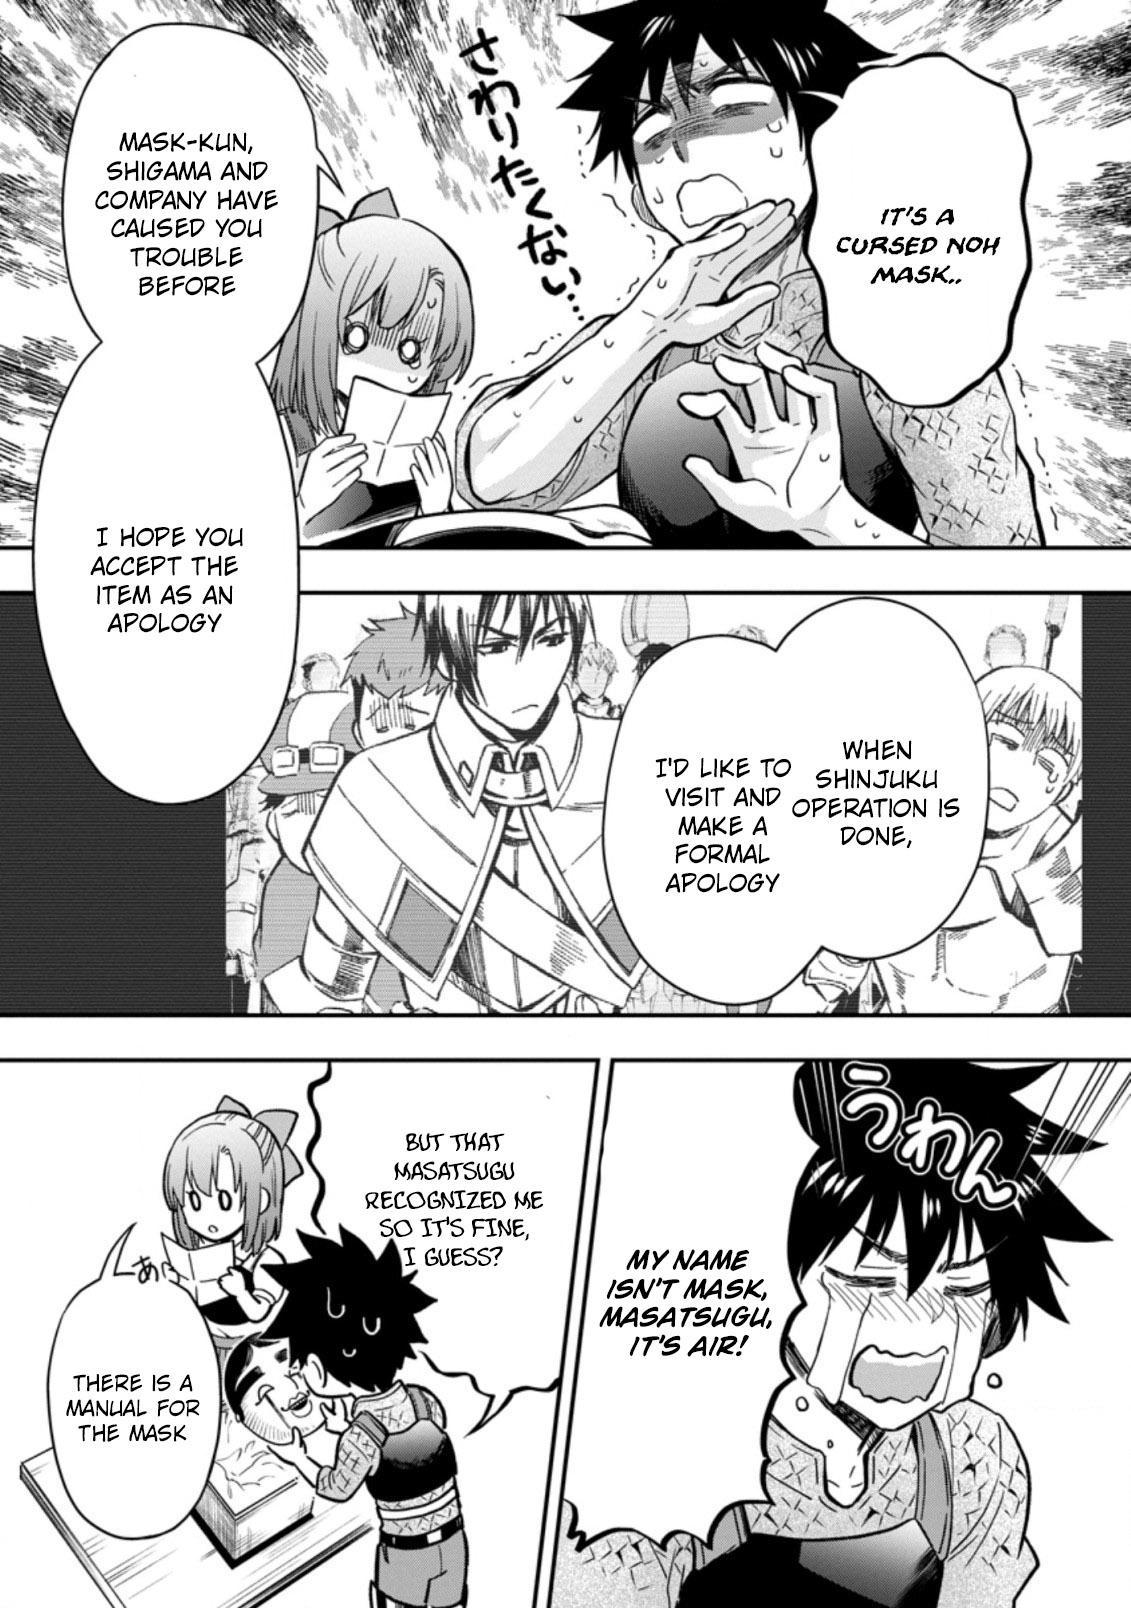 IT'S A
CURSED NOH
MASK..
さわりたくない…
MASK-KUN,
SHIGAMA AND
COMPANY HAVE
CAUSED YOU
TROUBLE
BEFORE
I HOPE YOU
ACCEPT THE
ITEM AS AN
APOLOGY
WHEN
SHINJUKU
OPERATION IS
DONE,
I'D LIKE TO
VISIT AND
MAKE A
FORMAL
APOLOGY
うわん
MY NAME
ISN'T MASK,
MASATSUGU,
IT'S AIR!
BUT THAT
MASATSUGU
RECOGNIZED ME
SO IT'S FINE,
I GUESS?
あ
THERE IS A
MANUAL FOR
THE MASK